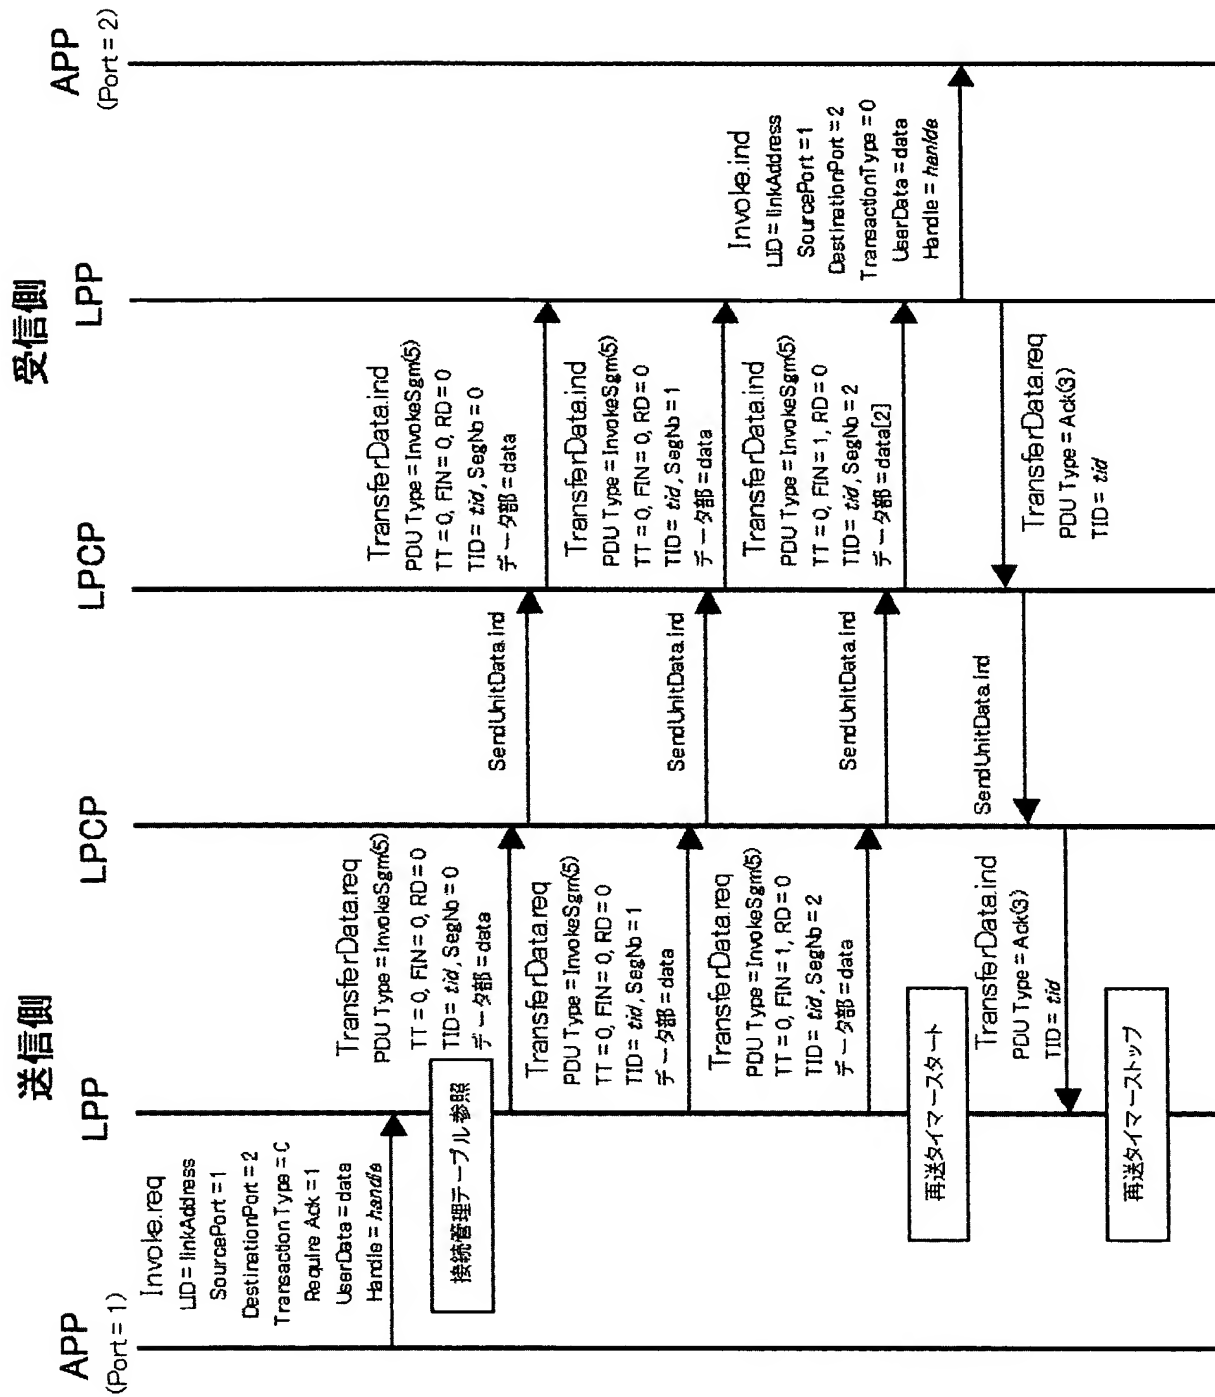 送信側
受信側
APP
(Port = 1)
LPP
LPCP
LPCP
LPP
APP
(Port = 2)
Invoke.req
LID = linkAddress
SourcePort = 1
DestinationPort = 2
TransactionType = C
Require Ack = 1
UserData = data
Handle = handle
接続管理テーブル参照
TransferData.req
PDU Type = InvokeSgm(5)
TT = 0, FIN = 0, RD = 0
TID = tid, SegNb = 0
データ部 = data
SendUnitData.ind
TransferData.ind
PDU Type = InvokeSgm(5)
TT = 0, FIN = 0, RD = 0
TID = tid, SegNb = 0
データ部 = data
TransferData.req
PDU Type = InvokeSgm(5)
TT = 0, FIN = 0, RD = 0
TID = tid, SegNb = 1
データ部 = data
SendUnitData.ind
TransferData.ind
PDU Type = InvokeSgm(5)
TT = 0, FIN = 0, RD = 0
TID = tid, SegNb = 1
データ部 = data
TransferData.req
PDU Type = InvokeSgm(5)
TT = 0, FIN = 1, RD = 0
TID = tid, SegNb = 2
データ部 = data
SendUnitData.ind
TransferData.ind
PDU Type = InvokeSgm(5)
TT = 0, FIN = 1, RD = 0
TID = tid, SegNb = 2
データ部 = data[2]
Invoke.ind
LID = linkAddress
SourcePort = 1
DestinationPort = 2
TransactionType = 0
UserData = data
Handle = hanlde
再送タイマースタート
TransferData.req
PDU Type = Ack(3)
TID = tid
SendUnitData.ind
TransferData.ind
PDU Type = Ack(3)
TID = tid
再送タイマーストップ